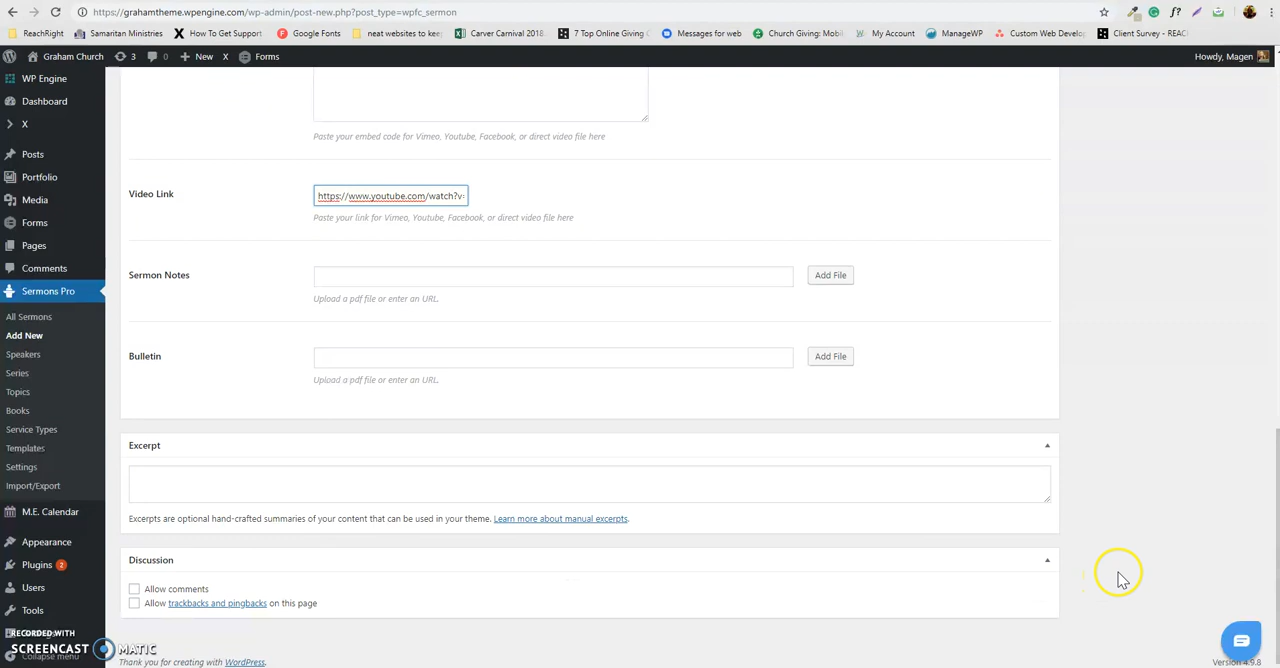 https://grahamtheme.wpengine.com/wp-admin/post-new.php?post_type=wpfc_sermon
ReachRight Samaritan Ministries How To Get Support Google Fonts neat websites to kee Carver Carnival 2018 7 Top Online Giving Messages for web Church Giving: Mobi My Account ManageWP Custom Web Develo Client Survey - REAC
Graham Church 3 0 New X Forms Howdy, Magen
WP Engine
Dashboard
X
Posts
Portfolio
Media
Forms
Pages
Comments
Sermons Pro
All Sermons
Add New
Speakers
Series
Topics
Books
Service Types
Templates
Settings
Import/Export
M.E. Calendar
Appearance
Plugins 2
Users
Tools
Collapse menu
Paste your embed code for Vimeo, Youtube, Facebook, or direct video file here
Video Link
https://www.youtube.com/watch?v=
Paste your link for Vimeo, Youtube, Facebook, or direct video file here
Sermon Notes
Add File
Upload a pdf file or enter an URL.
Bulletin
Add File
Upload a pdf file or enter an URL.
Excerpt
Excerpts are optional hand-crafted summaries of your content that can be used in your theme. Learn more about manual excerpts.
Discussion
Allow comments
Allow trackbacks and pingbacks on this page
RECORDED WITH
SCREENCAST MATIC
Thank you for creating with WordPress.
Version 4.9.8